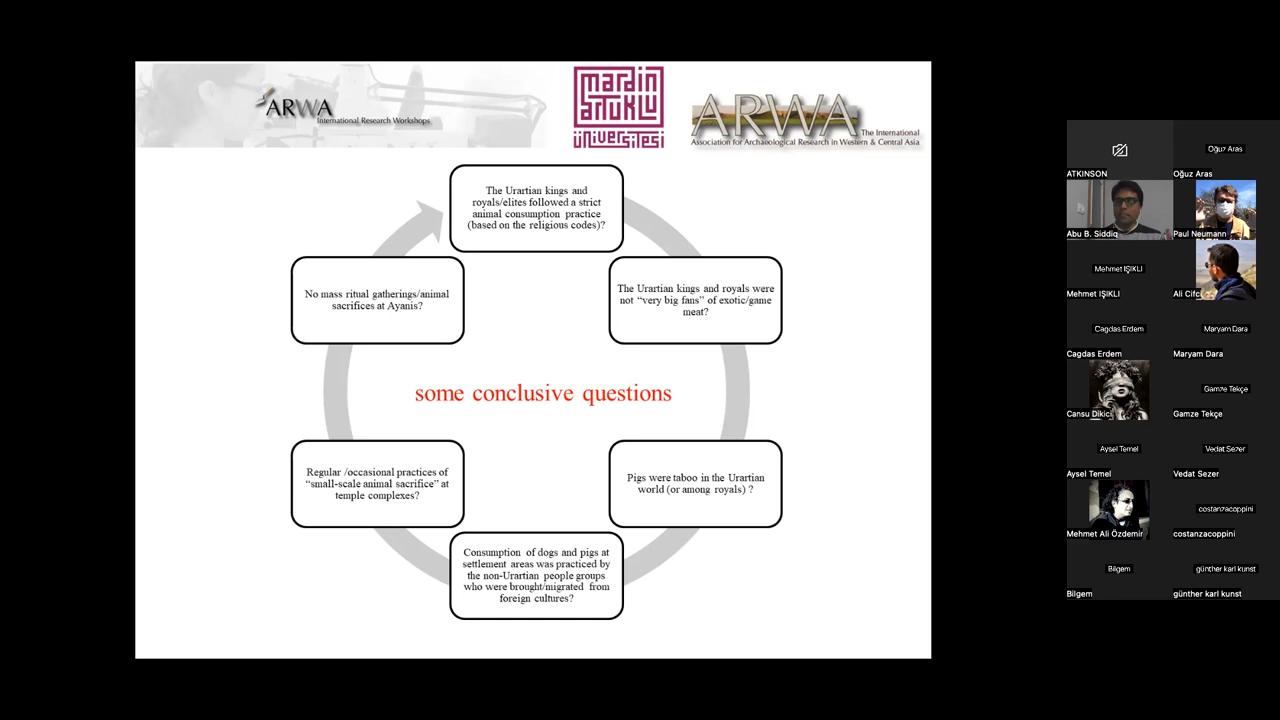 ARWA
International Research Workshops
mardin
artuklu
üniversitesi
ARWA
The International
Association for Archaeological Research in Western & Central Asia
The Urartian kings and
royals/elites followed a strict
animal consumption practice
(based on the religious codes)?
The Urartian kings and royals were
not “very big fans” of exotic/game
meat?
Pigs were taboo in the Urartian
world (or among royals) ?
Consumption of dogs and pigs at
settlement areas was practiced by
the non-Urartian people groups
who were brought/migrated from
foreign cultures?
Regular /occasional practices of
“small-scale animal sacrifice” at
temple complexes?
No mass ritual gatherings/animal
sacrifices at Ayanis?
some conclusive questions
ATKINSON
Oğuz Aras
Oğuz Aras
Abu B. Siddiq
Paul Neumann
Mehmet IŞIKLI
Mehmet IŞIKLI
Ali Cifc
Cagdas Erdem
Cagdas Erdem
Maryam Dara
Maryam Dara
Cansu Dikici
Gamze Tekçe
Gamze Tekçe
Aysel Temel
Aysel Temel
Vedat Sezer
Vedat Sezer
Mehmet Ali Özdemir
costanzacoppini
costanzacoppini
Bilgem
Bilgem
günther karl kunst
günther karl kunst